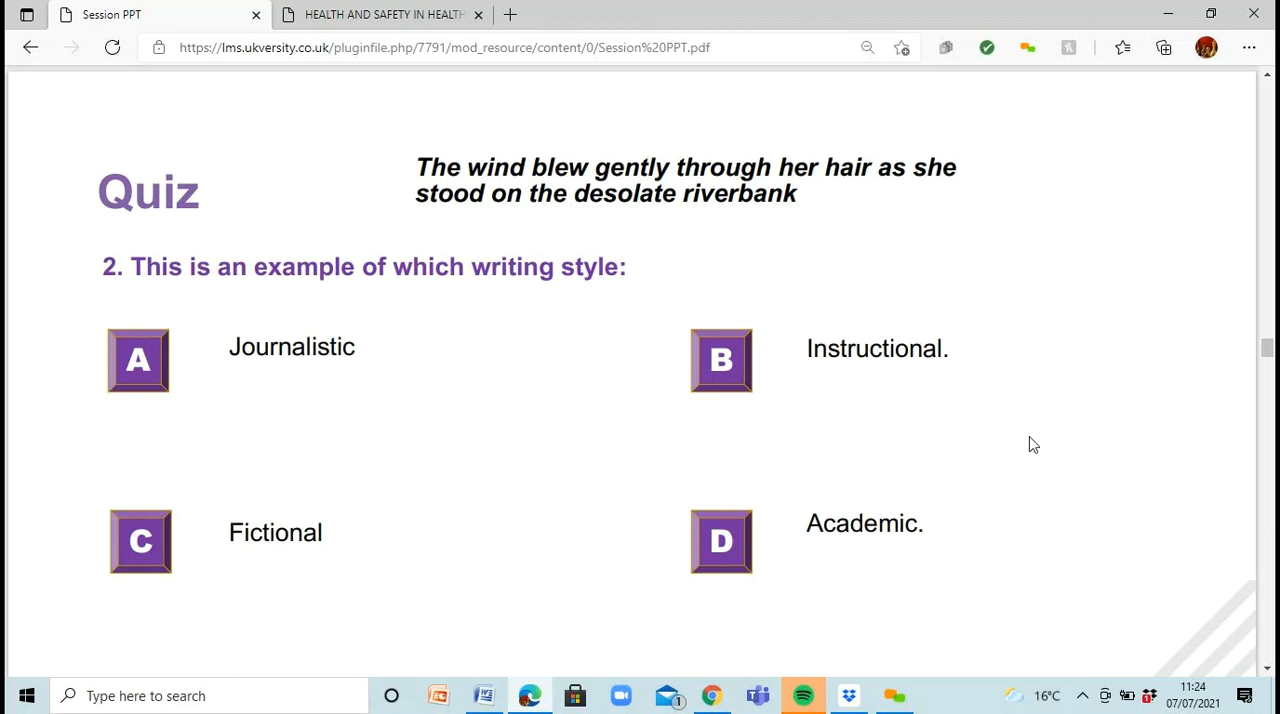 Session PPT
HEALTH AND SAFETY IN HEALTH
https://lms.ukversity.co.uk/pluginfile.php/7791/mod_resource/content/0/Session%20PPT.pdf
The wind blew gently through her hair as she
stood on the desolate riverbank
Quiz
2. This is an example of which writing style:
A Journalistic
B Instructional.
C Fictional
D Academic.
Type here to search
1
16°C
11:24
07/07/2021